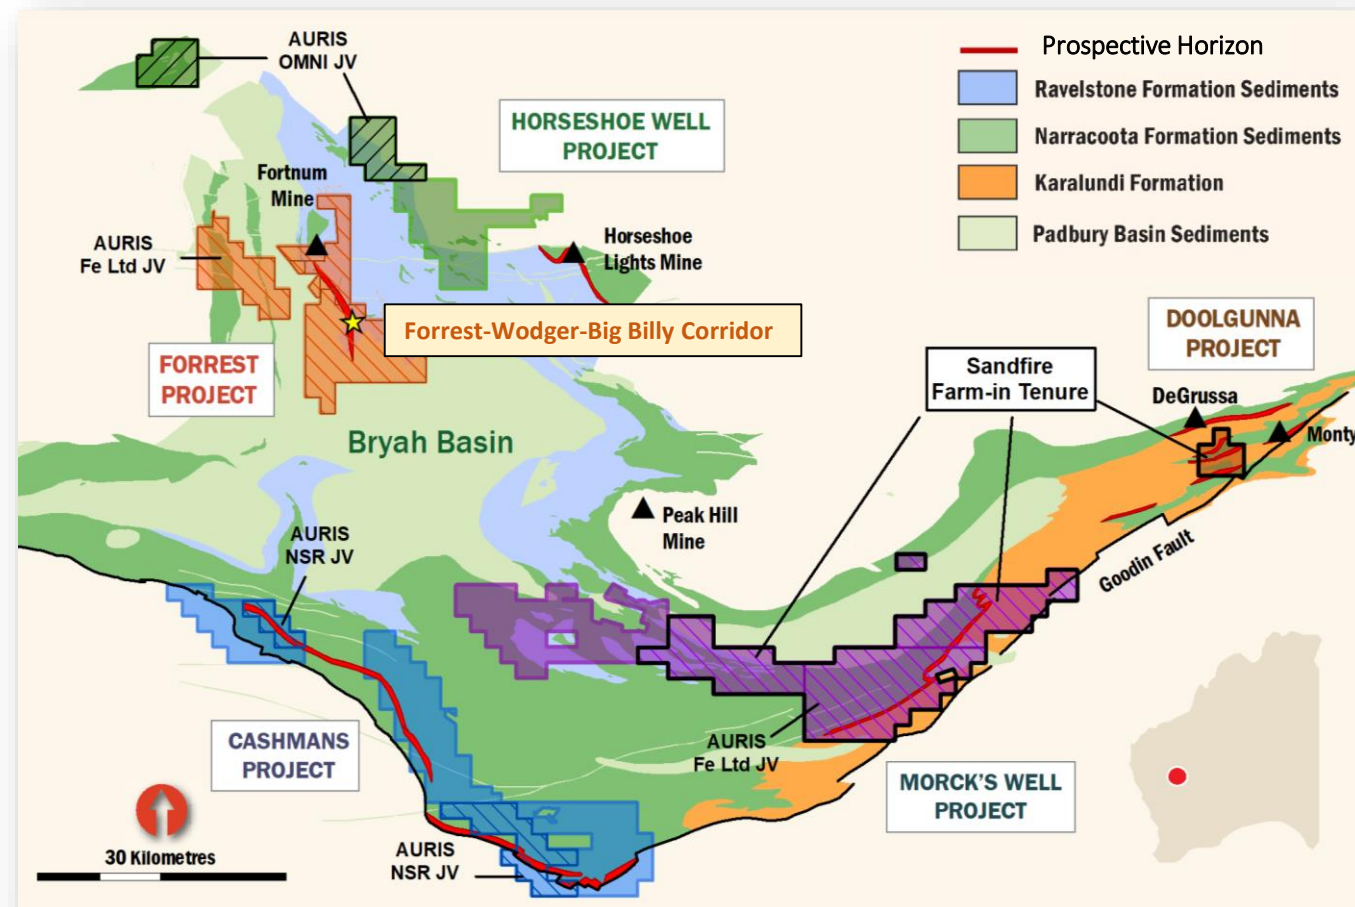 AURIS
OMNI JV
Prospective Horizon
Ravelstone Formation Sediments
Narracoota Formation Sediments
Karalundi Formation
Padbury Basin Sediments
HORSESHOE WELL
PROJECT
Fortnum
Mine
AURIS
Fe Ltd JV
Horseshoe
Lights Mine
Forrest-Wodger-Big Billy Corridor
FORREST
PROJECT
DOOLGUNNA
PROJECT
Sandfire
Farm-in Tenure
DeGrussa
Monty
Bryah Basin
Peak Hill
Mine
AURIS
NSR JV
Goodin Fault
CASHMANS
PROJECT
AURIS
Fe Ltd JV
MORCK'S WELL
PROJECT
30 Kilometres
AURIS
NSR JV